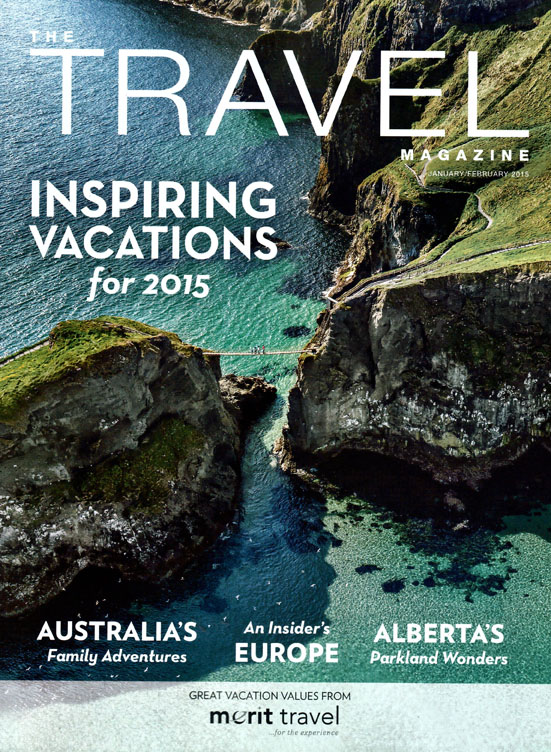 THE
TRAVEL
MAGAZINE
JANUARY/FEBRUARY 2015
INSPIRING
VACATIONS
for 2015
AUSTRALIA'S
Family Adventures
An Insider's
EUROPE
ALBERTA'S
Parkland Wonders
GREAT VACATION VALUES FROM
merit travel
...for the experience